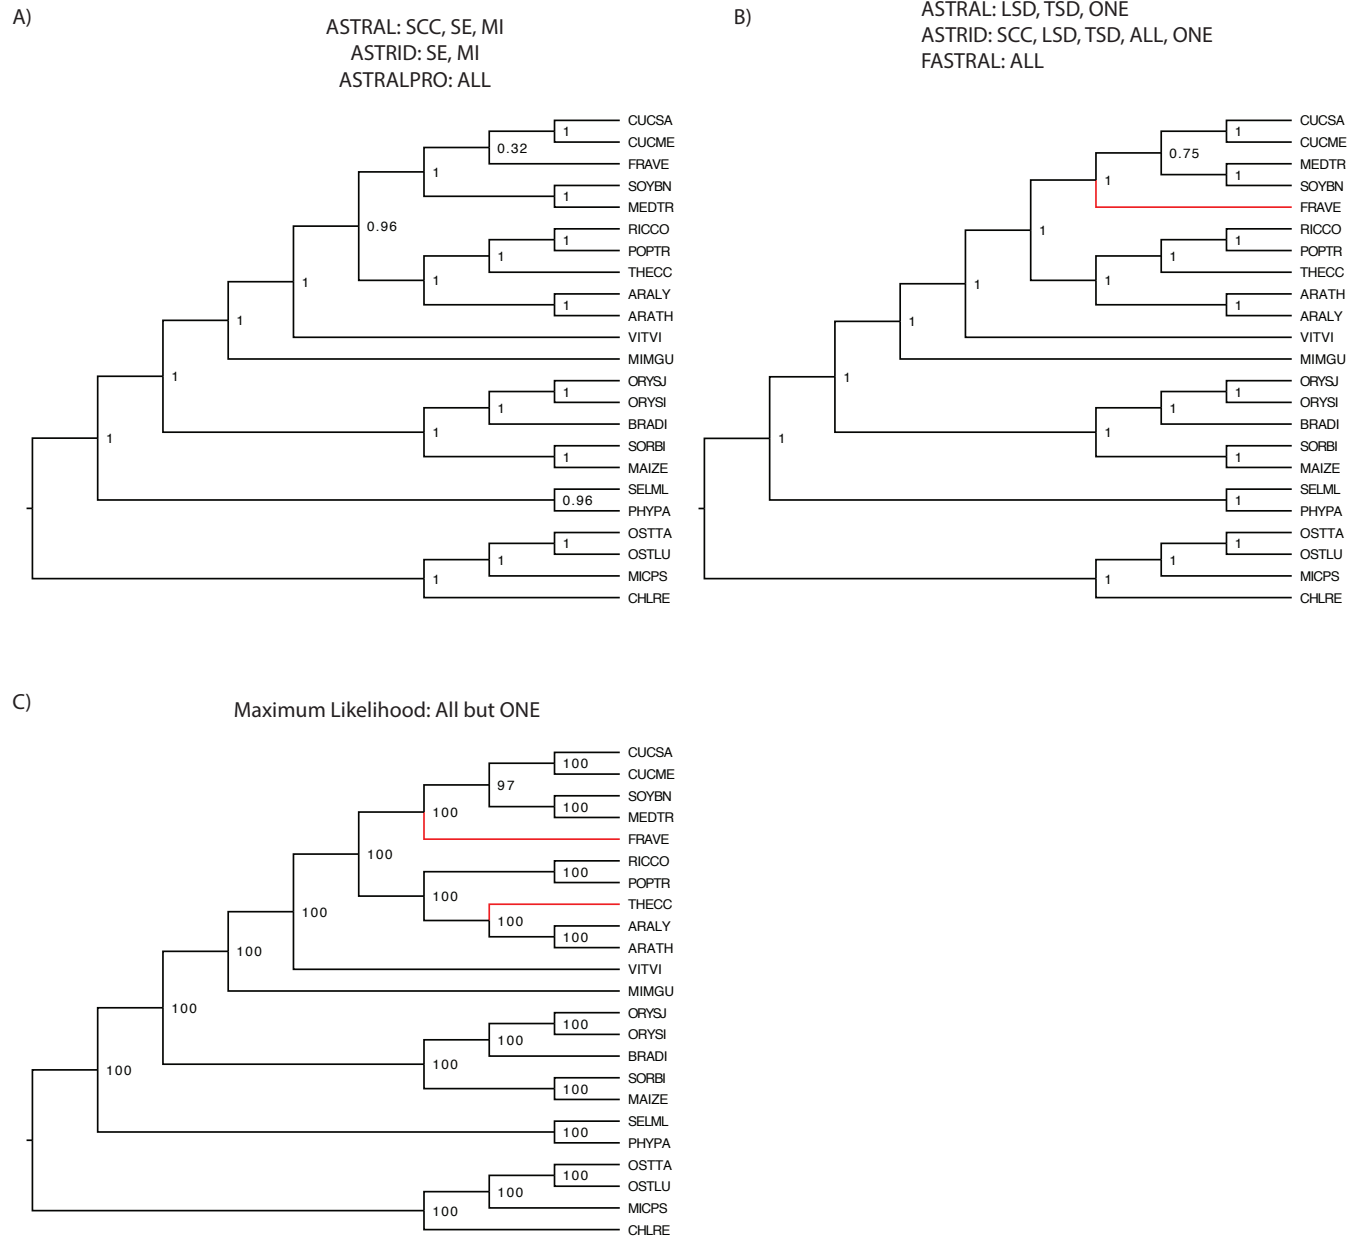 A)
ASTRAL: SCC, SE, MI
ASTRID: SE, MI
ASTRALPRO: ALL
CUCSA
1
CUCME
0.32
FRAVE
1
SOYBN
1
MEDTR
0.96
RICCO
1
POPTR
1
THECC
1
ARALY
1
ARATH
1
VITVI
1
MIMGU
1
ORYSJ
1
ORYSI
1
BRADI
1
SORBI
1
MAIZE
1
SELML
0.96
PHYPA
OSTTA
1
OSTLU
1
MICPS
1
CHLRE
B)
ASTRAL: LSD, TSD, ONE
ASTRID: SCC, LSD, TSD, ALL, ONE
FASTRAL: ALL
CUCSA
1
CUCME
0.75
MEDTR
1
SOYBN
1
FRAVE
1
RICCO
1
POPTR
1
THECC
1
ARATH
1
ARALY
1
VITVI
1
MIMGU
1
ORYSJ
1
ORYSI
1
BRADI
1
SORBI
1
MAIZE
1
SELML
1
PHYPA
OSTTA
1
OSTLU
1
MICPS
1
CHLRE
C)
Maximum Likelihood: All but ONE
CUCSA
100
CUCME
97
SOYBN
100
MEDTR
100
FRAVE
100
RICCO
100
POPTR
100
THECC
100
ARALY
100
ARATH
100
VITVI
100
MIMGU
100
ORYSJ
100
ORYSI
100
BRADI
100
SORBI
100
MAIZE
100
SELML
100
PHYPA
OSTTA
100
OSTLU
100
MICPS
100
CHLRE